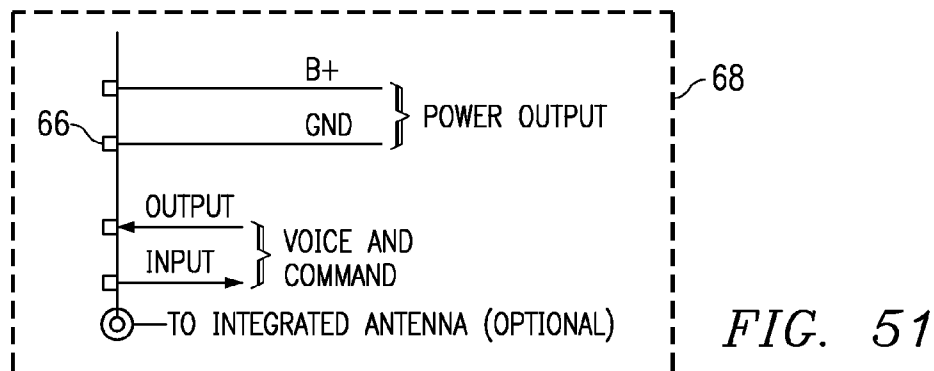 B+
68
66
GND
POWER OUTPUT
OUTPUT
VOICE AND
COMMAND
INPUT
TO INTEGRATED ANTENNA (OPTIONAL)
FIG. 51